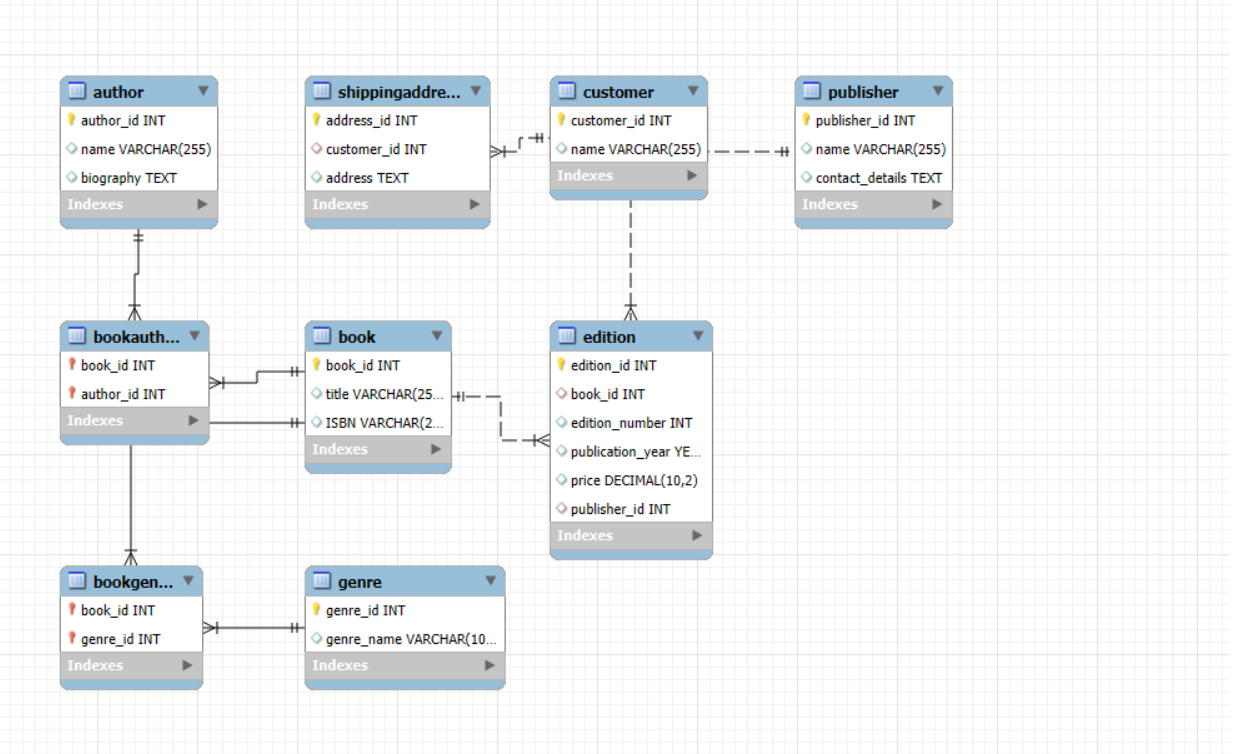 author
author_id INT
name VARCHAR(255)
biography TEXT
Indexes
shippingaddre...
address_id INT
customer_id INT
address TEXT
Indexes
customer
customer_id INT
name VARCHAR(255)
Indexes
publisher
publisher_id INT
name VARCHAR(255)
contact_details TEXT
Indexes
bookauth...
book_id INT
author_id INT
Indexes
book
book_id INT
title VARCHAR(25...
ISBN VARCHAR(2...
Indexes
edition
edition_id INT
book_id INT
edition_number INT
publication_year YE...
price DECIMAL(10,2)
publisher_id INT
Indexes
bookgen...
book_id INT
genre_id INT
Indexes
genre
genre_id INT
genre_name VARCHAR(10...
Indexes